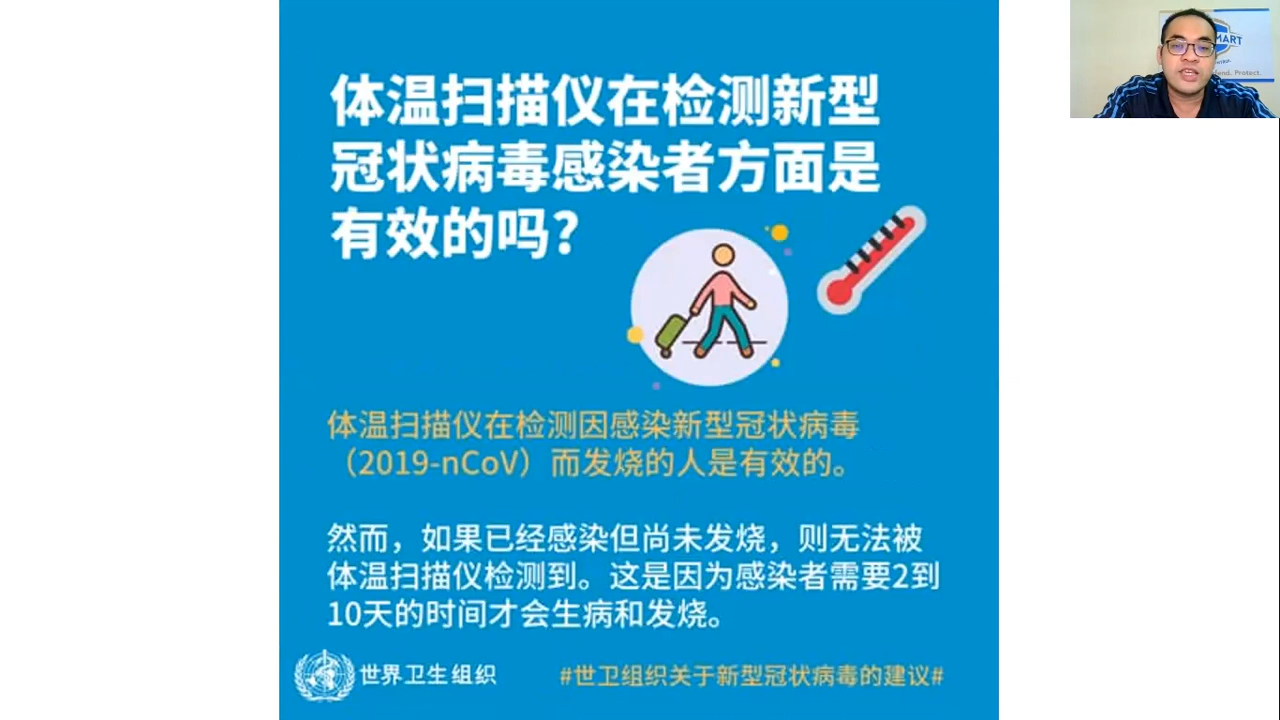 体温扫描仪在检测新型
冠状病毒感染者方面是
有效的吗?
体温扫描仪在检测因感染新型冠状病毒
（2019-nCoV）而发烧的人是有效的。
然而，如果已经感染但尚未发烧，则无法被
体温扫描仪检测到。这是因为感染者需要2到
10天的时间才会生病和发烧。
世界卫生组织
#世卫组织关于新型冠状病毒的建议#
MART
end. Protect.